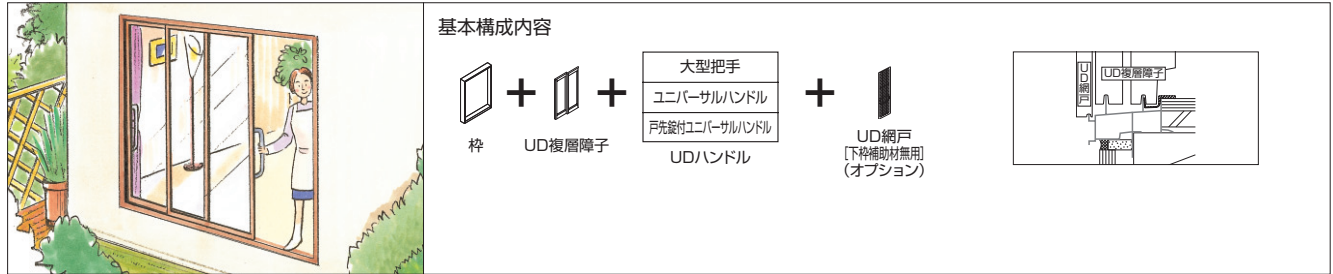 基本構成内容
枠
UD複層障子
大型把手
ユニバーサルハンドル
戸先錠付ユニバーサルハンドル
UDハンドル
UD網戸
[下枠補助材無用]
(オプション)
UD網戸
UD複層障子